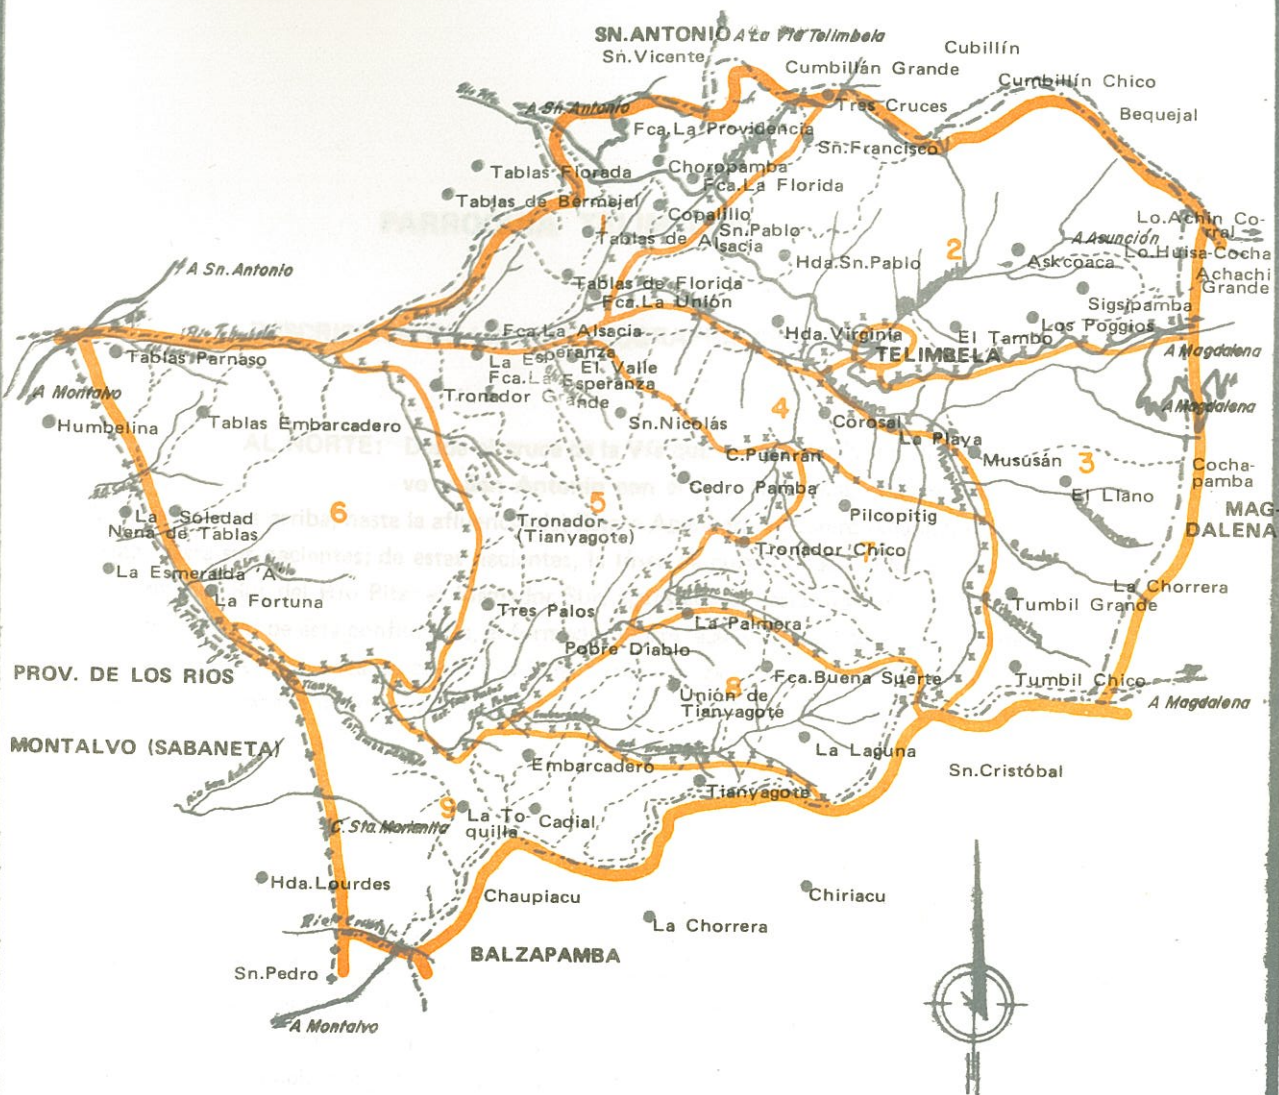 SN.ANTONIO
A La Vía Telimbela
Sn.Vicente
Cubillín
Cumbillán Grande
Cumbillín Chico
Bequejal
A Sn.Antonio
Tres Cruces
Fca.La Providencia
Sn.Francisco
Tablas Florada
Choropamba
Fca.La Florida
Tablas de Bermejal
Copalillo
Sn.Pablo
1
Tablas de Alsacia
Lo.Achin Co-
rral
A Asunción
Lo.Huisa-Cocha
2
Askcoaca
Hda.Sn.Pablo
Achachi
Grande
A Sn.Antonio
Tablas de Florida
Fca.La Unión
Sigsipamba
Fca.La Alsacia
Hda.Virginia
El Tambo
Los Poggios
TELIMBELA
A Magdalena
Tablas Parnaso
La Esperanza
El Valle
Fca.La Esperanza
Tronador Grande
A Montalvo
A Magdalena
Humbelina
Tablas Embarcadero
Sn.Nicolás
4
Corosal
La Playa
C.Puenran
Musúsán
3
Cocha-
pamba
Cedro Pamba
El Llano
MAG-
DALENA
6
5
La Soledad
Nena de Tablas
Tronador
(Tianyagote)
Pilcopitig
Tronador Chico
7
La Esmeralda
La Fortuna
Tres Palos
La Palmera
Tumbil Grande
La Chorrera
Pobre Diablo
PROV. DE LOS RIOS
Fca.Buena Suerte
8
Unión de
Tianyagote
Tumbil Chico
A Magdalena
MONTALVO (SABANETA)
La Laguna
Embarcadero
Sn.Cristóbal
Tianyagote
9
La To-
quilla
Cadial
Hda.Lourdes
Chaupiacu
Chiriacu
La Chorrera
BALZAPAMBA
Sn.Pedro
A Montalvo